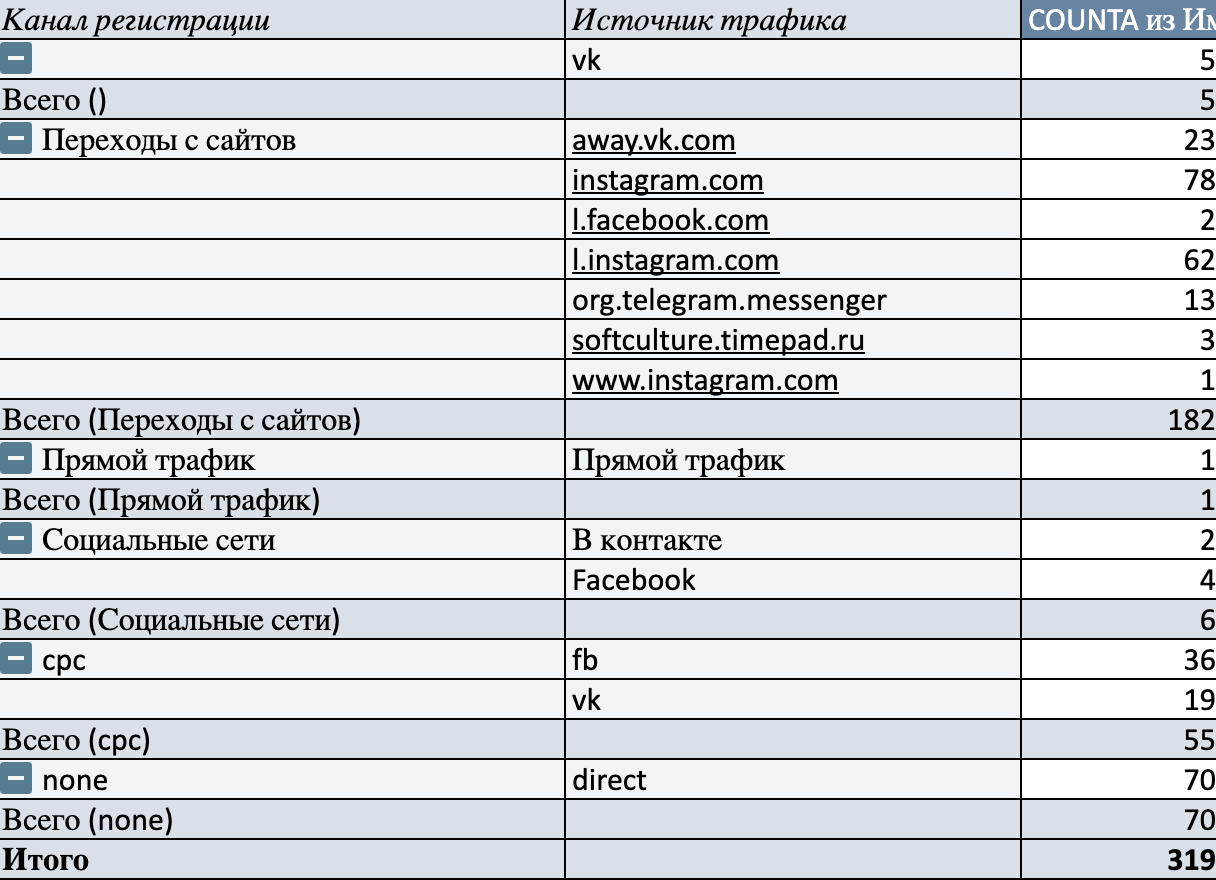 Канал регистрации Источник трафика COUNTA из
vk 5
Всего () 5
Переходы с сайтов away.vk.com 23
instagram.com 78
l.facebook.com 2
l.instagram.com 62
org.telegram.messenger 13
softculture.timepad.ru 3
www.instagram.com 1
Всего (Переходы с сайтов) 182
Прямой трафик Прямой трафик 1
Всего (Прямой трафик) 1
Социальные сети В контакте 2
Facebook 4
Всего (Социальные сети) 6
cpc fb 36
vk 19
Всего (cpc) 55
none direct 70
Всего (none) 70
Итого 319